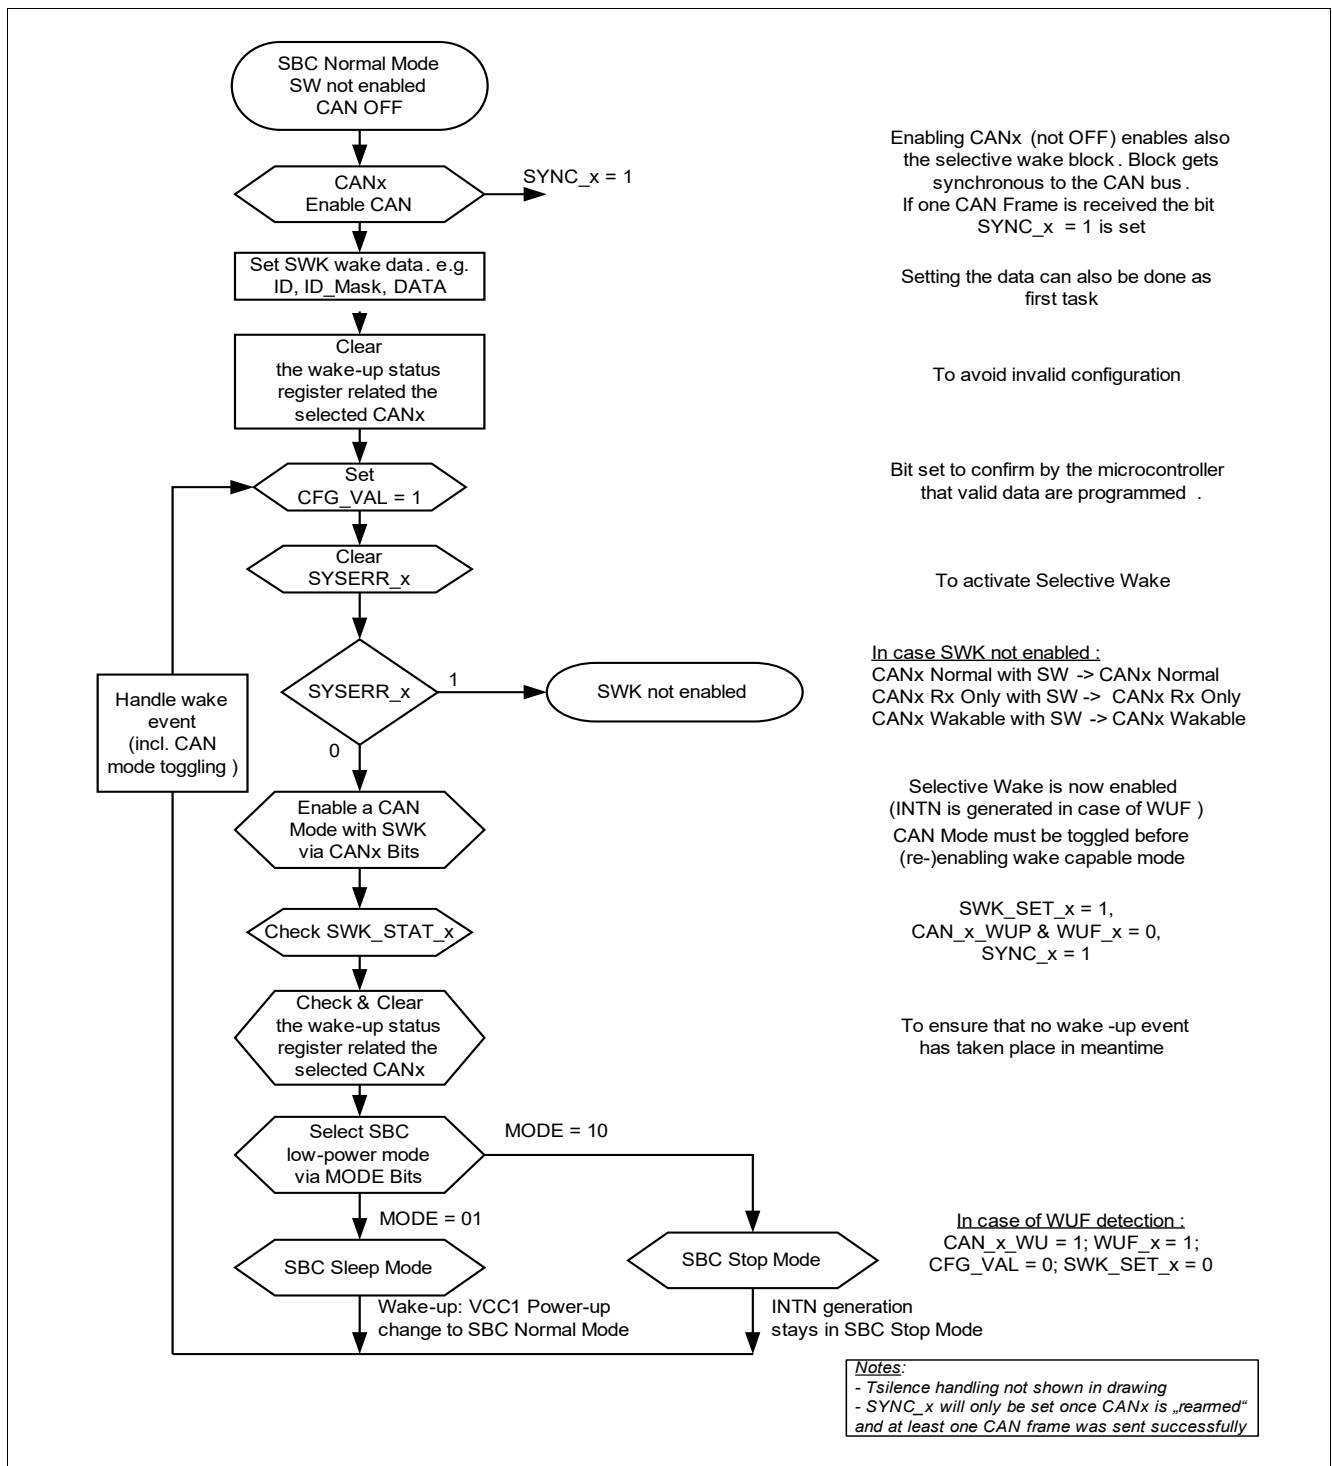 SBC Normal Mode
SW not enabled
CAN OFF
CANx
Enable CAN
SYNC_x = 1
Enabling CANx (not OFF) enables also
the selective wake block. Block gets
synchronous to the CAN bus.
If one CAN Frame is received the bit
SYNC_x = 1 is set
Set SWK wake data. e.g.
ID, ID_Mask, DATA
Setting the data can also be done as
first task
Clear
the wake-up status
register related the
selected CANx
To avoid invalid configuration
Set
CFG_VAL = 1
Bit set to confirm by the microcontroller
that valid data are programmed .
Clear
SYSERR_x
To activate Selective Wake
SYSERR_x
1
0
SWK not enabled
In case SWK not enabled :
CANx Normal with SW -> CANx Normal
CANx Rx Only with SW -> CANx Rx Only
CANx Wakable with SW -> CANx Wakable
Handle wake
event
(incl. CAN
mode toggling )
Enable a CAN
Mode with SWK
via CANx Bits
Selective Wake is now enabled
(INTN is generated in case of WUF )
CAN Mode must be toggled before
(re-)enabling wake capable mode
Check SWK_STAT_x
SWK_SET_x = 1,
CAN_x_WUP & WUF_x = 0,
SYNC_x = 1
Check & Clear
the wake-up status
register related the
selected CANx
To ensure that no wake -up event
has taken place in meantime
Select SBC
low-power mode
via MODE Bits
MODE = 10
MODE = 01
SBC Sleep Mode
SBC Stop Mode
In case of WUF detection :
CAN_x_WU = 1; WUF_x = 1;
CFG_VAL = 0; SWK_SET_x = 0
Wake-up: VCC1 Power-up
change to SBC Normal Mode
INTN generation
stays in SBC Stop Mode
Notes:
- Tsilence handling not shown in drawing
- SYNC_x will only be set once CANx is „rearmed“
and at least one CAN frame was sent successfully